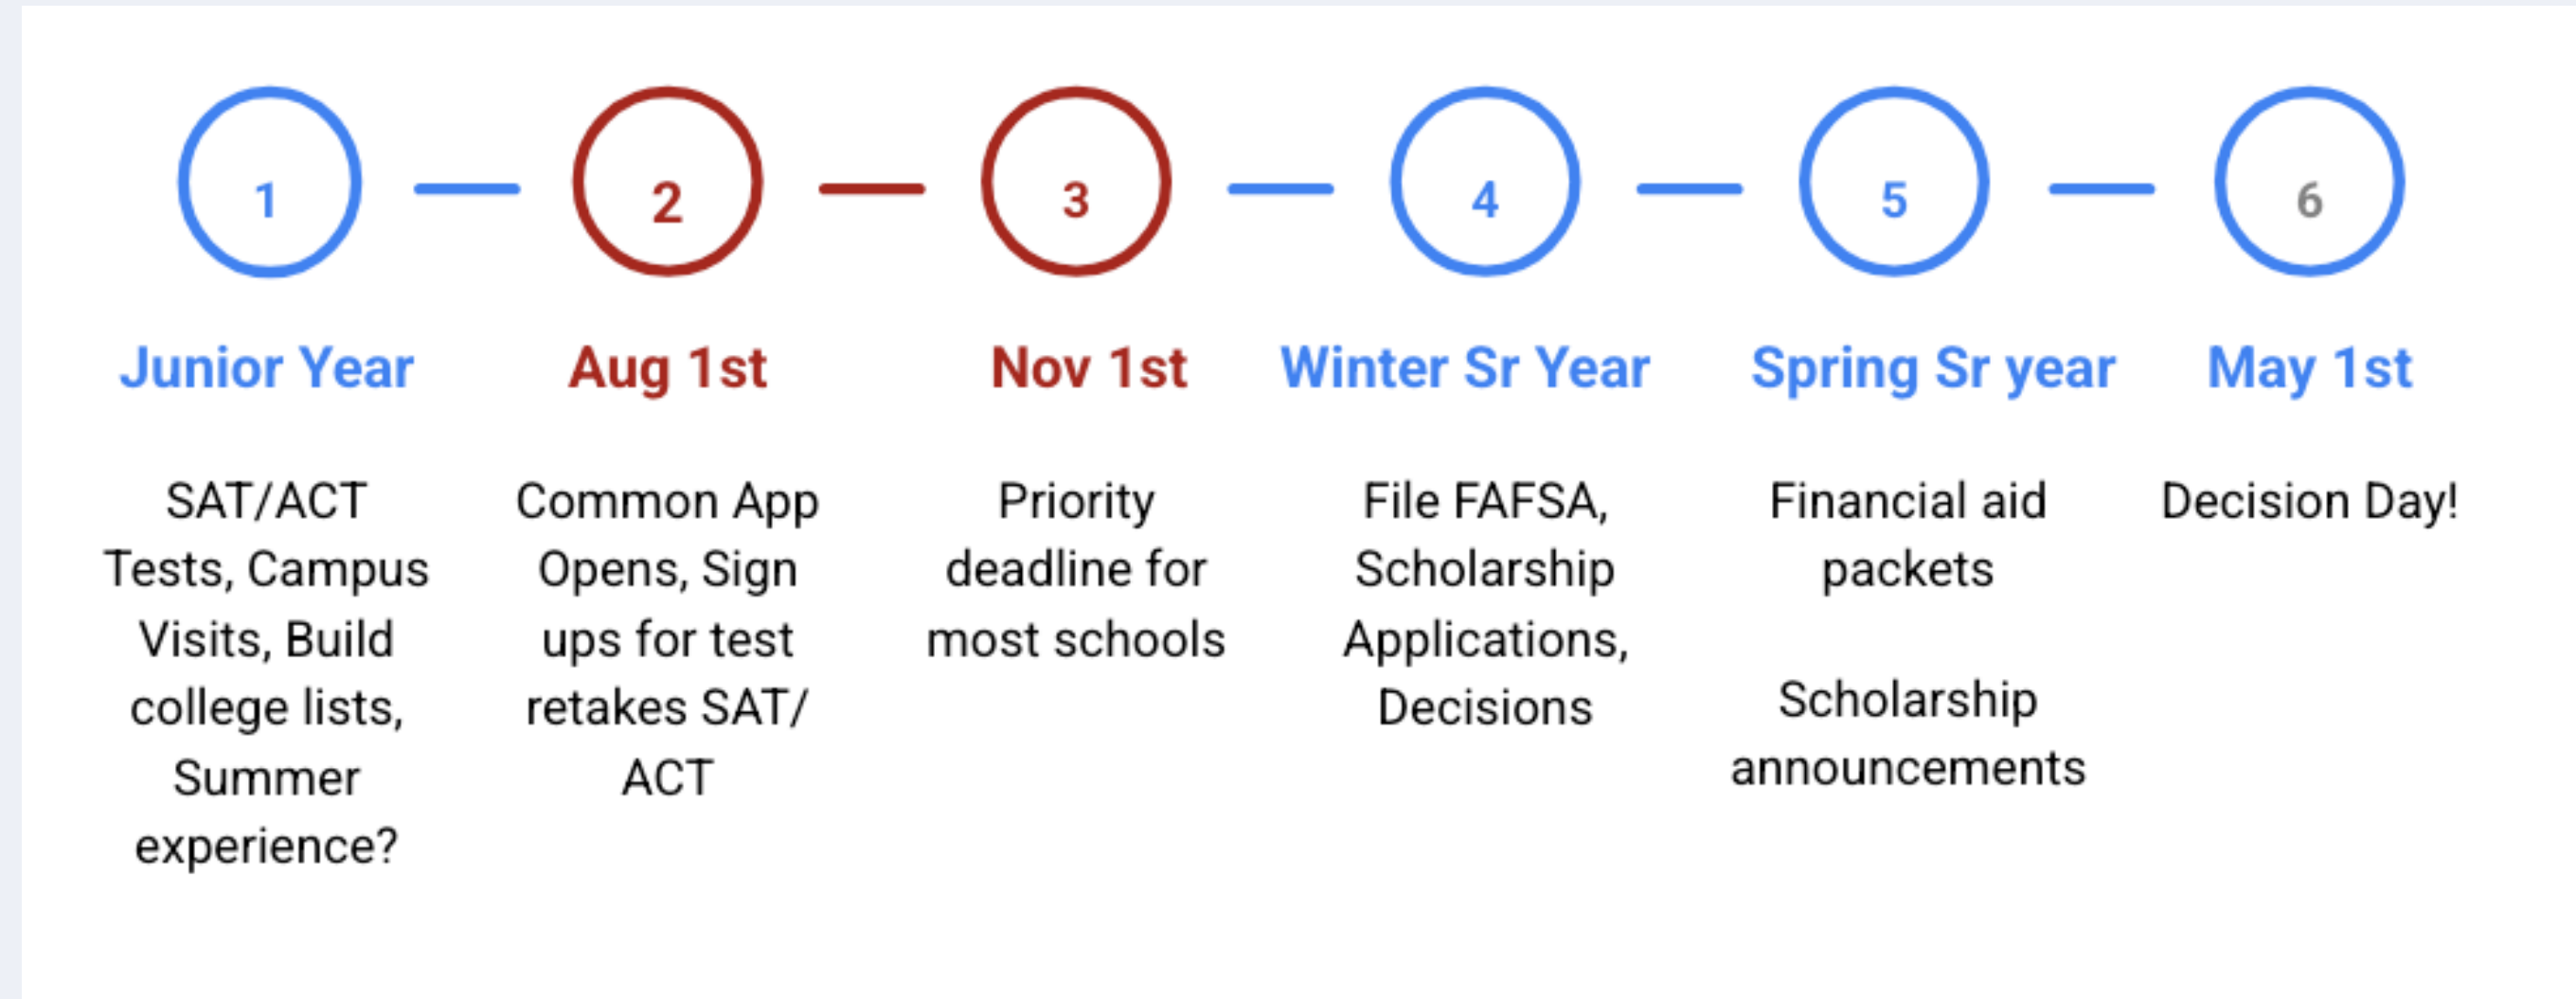 1
2
3
4
5
6
Junior Year
Aug 1st
Nov 1st
Winter Sr Year
Spring Sr year
May 1st
SAT/ACT
Tests, Campus
Visits, Build
college lists,
Summer
experience?
Common App
Opens, Sign
ups for test
retakes SAT/
ACT
Priority
deadline for
most schools
File FAFSA,
Scholarship
Applications,
Decisions
Financial aid
packets
Scholarship
announcements
Decision Day!